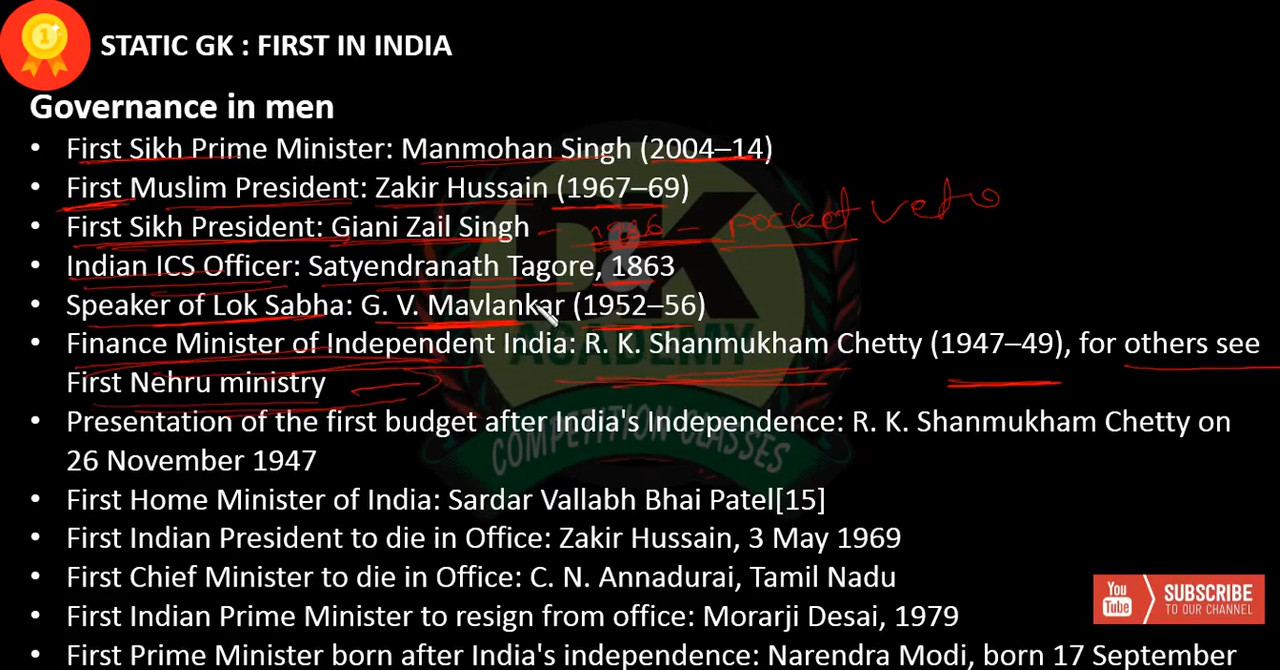 1
STATIC GK : FIRST IN INDIA
Governance in men
• First Sikh Prime Minister: Manmohan Singh (2004–14)
• First Muslim President: Zakir Hussain (1967–69)
• First Sikh President: Giani Zail Singh – 1986 – pocket veto
• Indian ICS Officer: Satyendranath Tagore, 1863
• Speaker of Lok Sabha: G. V. Mavlankar (1952–56)
• Finance Minister of Independent India: R. K. Shanmukham Chetty (1947–49), for others see
First Nehru ministry
• Presentation of the first budget after India's Independence: R. K. Shanmukham Chetty on
26 November 1947
• First Home Minister of India: Sardar Vallabh Bhai Patel[15]
• First Indian President to die in Office: Zakir Hussain, 3 May 1969
• First Chief Minister to die in Office: C. N. Annadurai, Tamil Nadu
• First Indian Prime Minister to resign from office: Morarji Desai, 1979
• First Prime Minister born after India's independence: Narendra Modi, born 17 September
D&K
ACADEMY
COMPETITION CLASSES
You
Tube
SUBSCRIBE
TO OUR CHANNEL